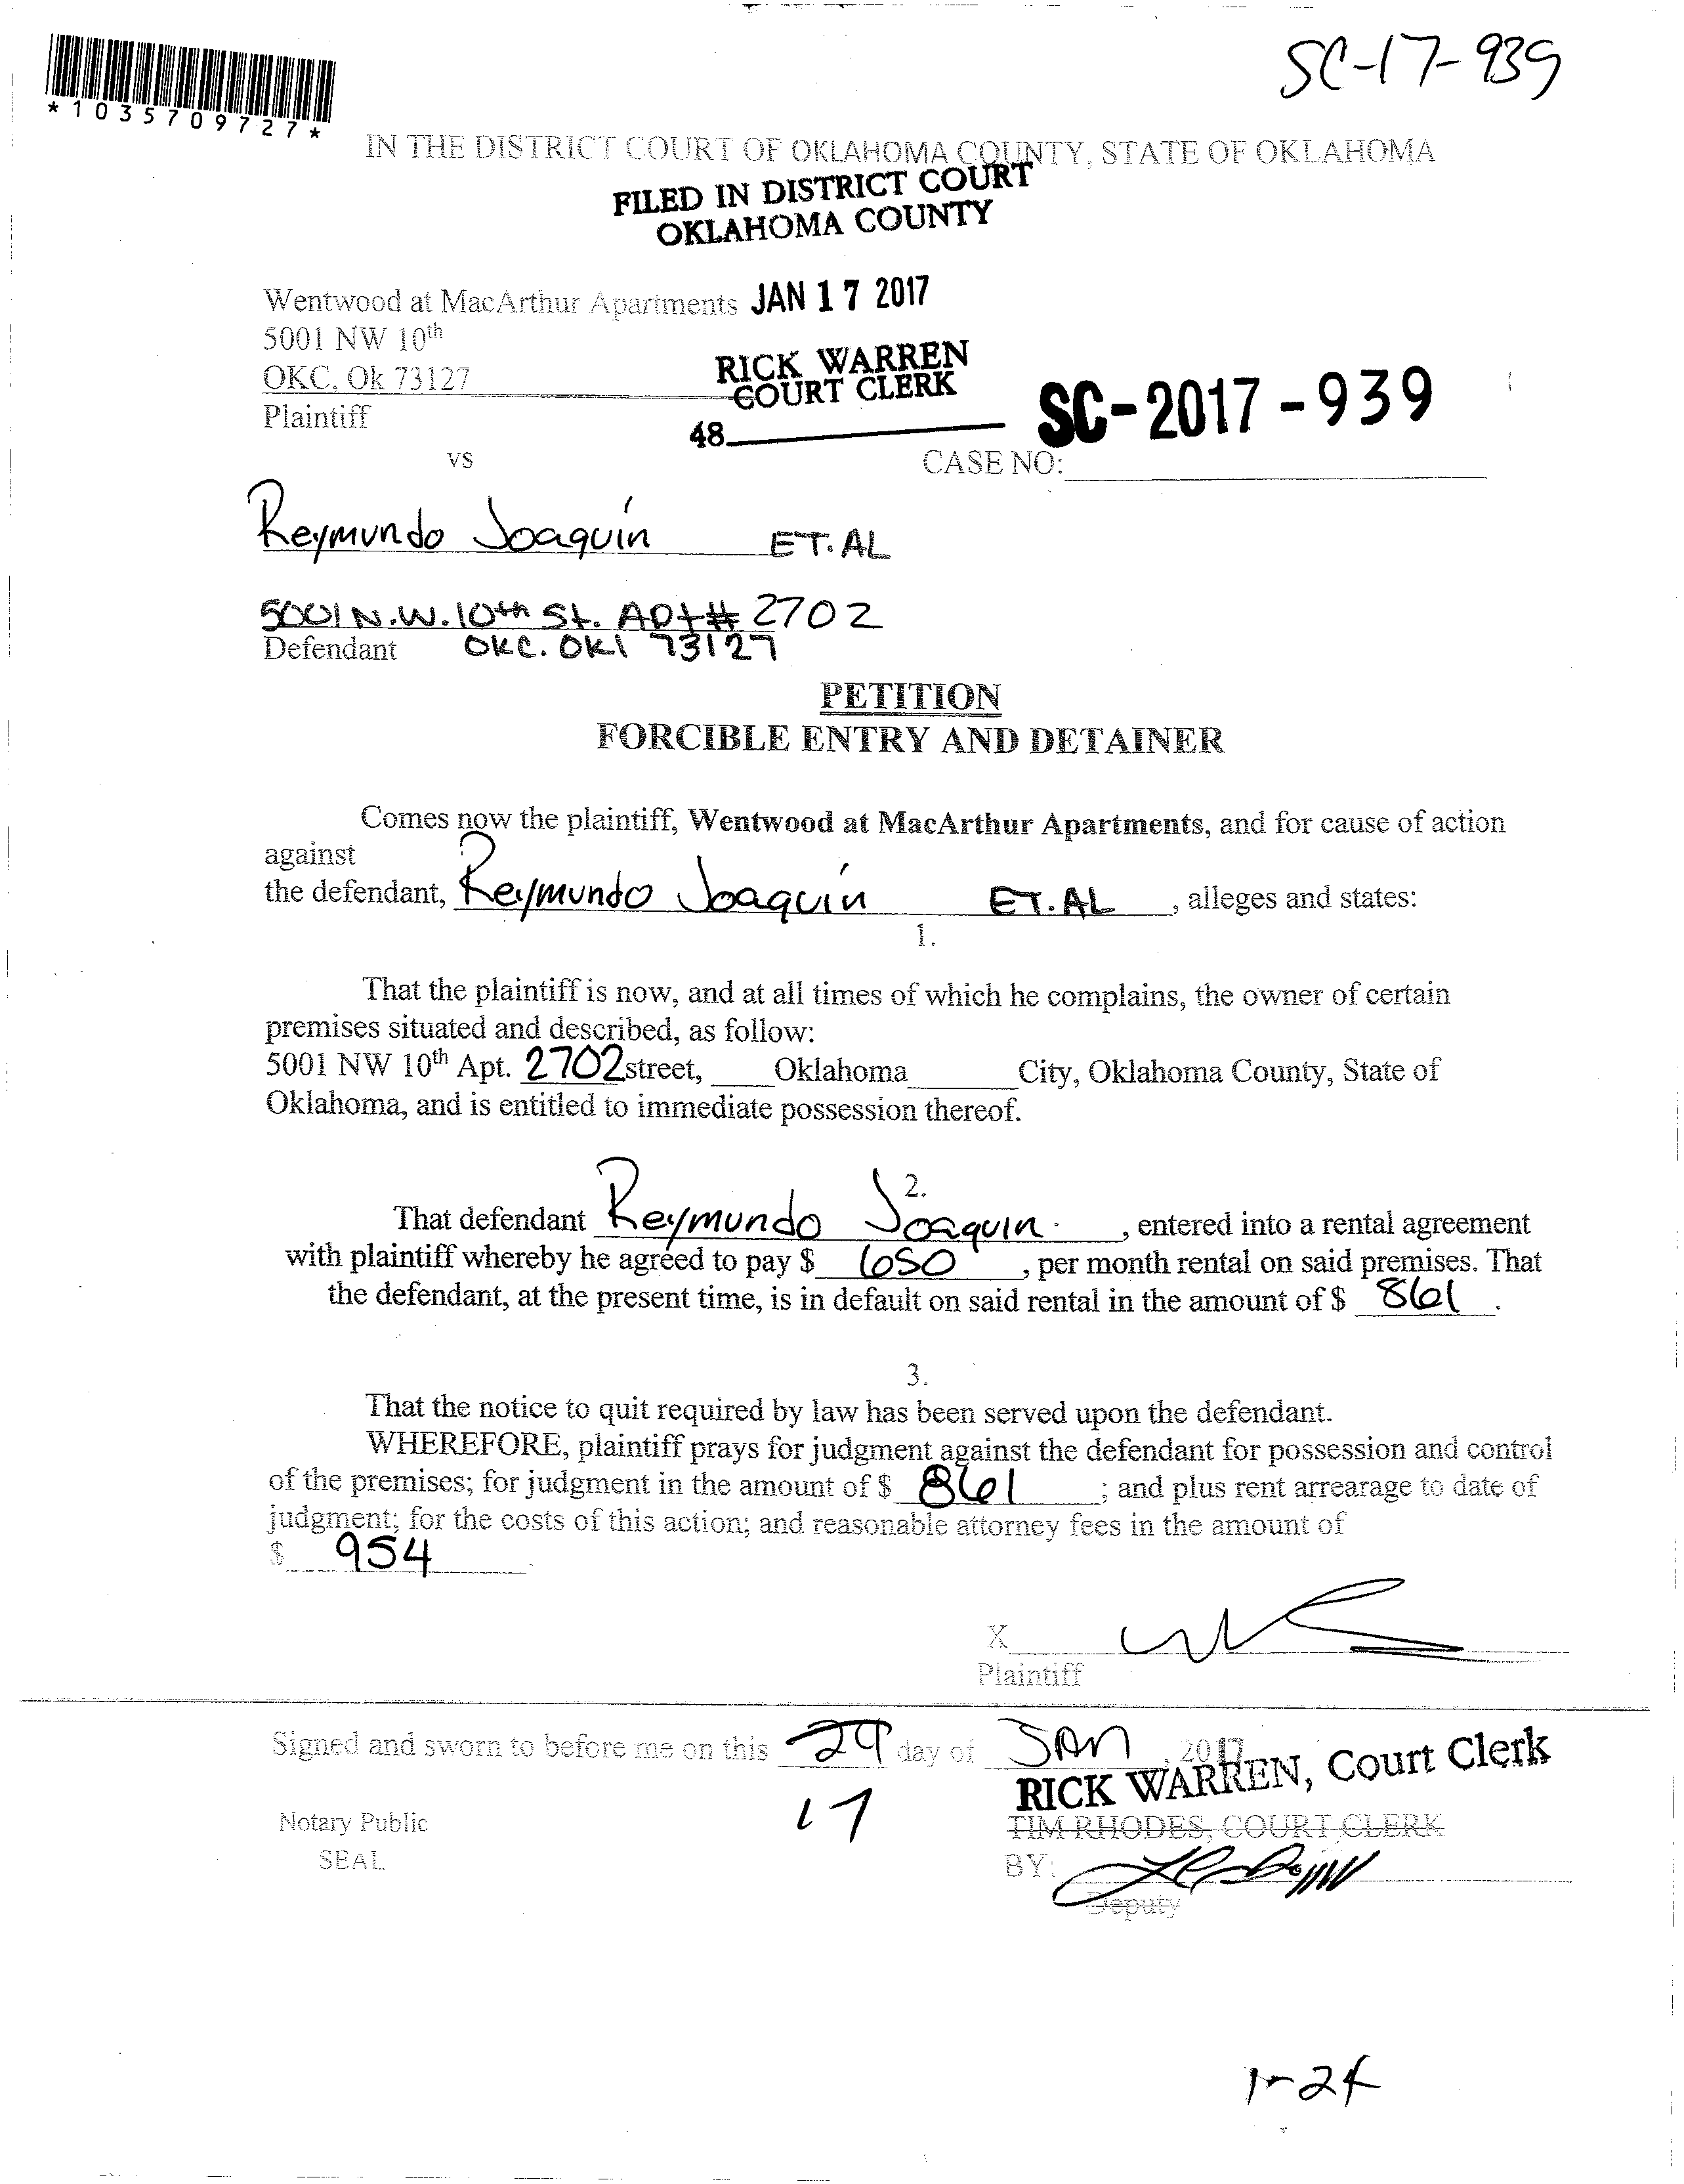 SC-17-939
*1035709727*
IN THE DISTRICT COURT OF OKLAHOMA COUNTY, STATE OF OKLAHOMA
FILED IN DISTRICT COURT
OKLAHOMA COUNTY
Wentwood at MacArthur Apartments JAN 17 2017
5001 NW 10th
RICK WARREN
OKC, Ok 73127
COURT CLERK
Plaintiff
48
SC-2017-939
vs
CASE NO:
Reymundo Joaquin ET.AL
5001 N.W. 10th St. Apt# 2702
Defendant OKC. OKl 73127
PETITION
FORCIBLE ENTRY AND DETAINER
Comes now the plaintiff, Wentwood at MacArthur Apartments, and for cause of action
against
the defendant, Reymundo Joaquin ET.AL, alleges and states:
1.
That the plaintiff is now, and at all times of which he complains, the owner of certain
premises situated and described, as follow:
5001 NW 10th Apt. 2702 street, Oklahoma City, Oklahoma County, State of
Oklahoma, and is entitled to immediate possession thereof.
2.
That defendant Reymundo Joaquin, entered into a rental agreement
with plaintiff whereby he agreed to pay $ 650, per month rental on said premises. That
the defendant, at the present time, is in default on said rental in the amount of $ 861.
3.
That the notice to quit required by law has been served upon the defendant.
WHEREFORE, plaintiff prays for judgment against the defendant for possession and control
of the premises; for judgment in the amount of $ 861; and plus rent arrearage to date of
judgment; for the costs of this action; and reasonable attorney fees in the amount of
$ 954
X
Plaintiff
Signed and sworn to before me on this day of JAN, 2017
RICK WARREN, Court Clerk
17
Notary Public
TIM RHODES, COURT CLERK
SEAL
BY:
Deputy
1-24